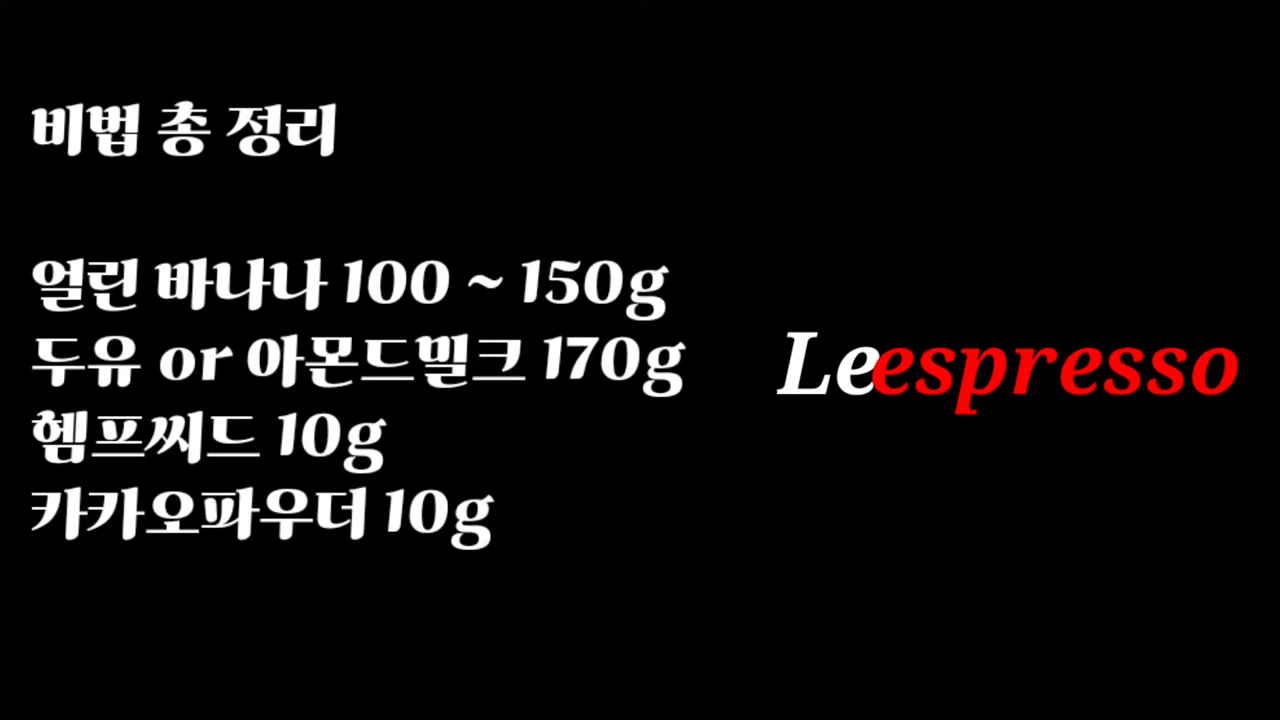 비법 총 정리
얼린 바나나 100 ~ 150g
두유 or 아몬드밀크 170g
헴프씨드 10g
카카오파우더 10g
Leespresso